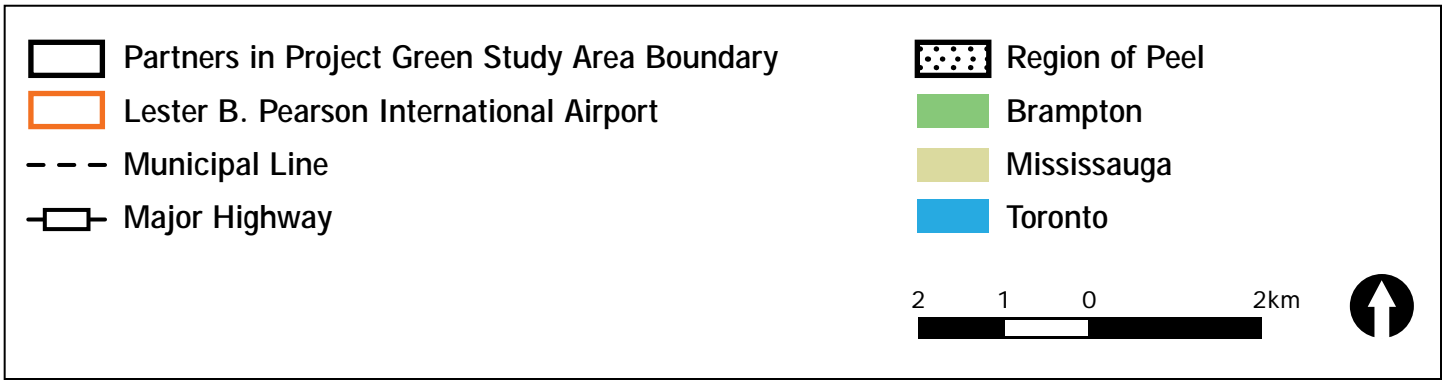 Partners in Project Green Study Area Boundary
Lester B. Pearson International Airport
Municipal Line
Major Highway
Region of Peel
Brampton
Mississauga
Toronto
2 1 0 2km